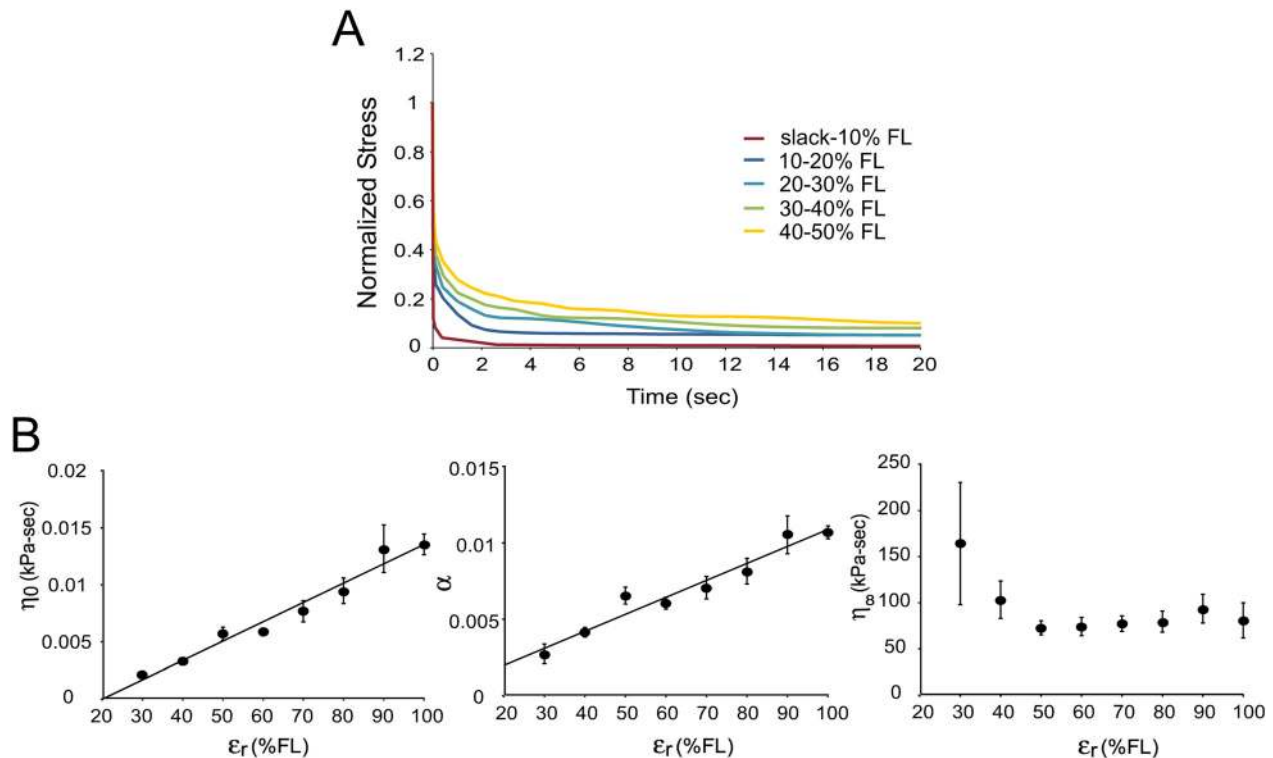 A
Normalized Stress
1.2
1
0.8
0.6
0.4
0.2
0
0 2 4 6 8 10 12 14 16 18 20
Time (sec)
slack-10% FL
10-20% FL
20-30% FL
30-40% FL
40-50% FL
B
η0 (kPa-sec)
0.02
0.015
0.01
0.005
0
20 30 40 50 60 70 80 90 100
εr (%FL)
α
0.015
0.01
0.005
0
20 30 40 50 60 70 80 90 100
εr (%FL)
η∞ (kPa-sec)
250
200
150
100
50
0
20 30 40 50 60 70 80 90 100
εr (%FL)